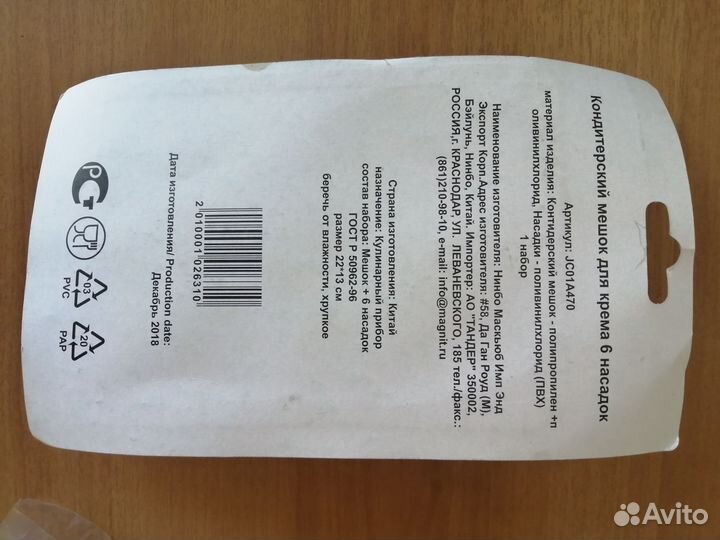 Кондитерский мешок для крема 6 насадок
Артикул: JC01A470
материал изделия: Контидерский мешок - полипропилен +п
оливинилхлорид, Насадки - поливинилхлорид (ПВХ)
1 набор
Наименование изготовителя: Нинбо Маскьюб Имп Энд
Экспорт Корп.Адрес изготовителя: #58, Да Ган Роуд (М),
Бэйлунь, Нинбо, Китай. Импортер: АО "ТАНДЕР" 350002,
РОССИЯ,г. КРАСНОДАР, УЛ. ЛЕВАНЕВСКОГО, 185 тел./факс.:
(861)210-98-10, e-mail: info@magnit.ru
Страна изготовления: Китай
назначение: Кулинарный прибор
состав набора: Мешок + 6 насадок
ГОСТ Р 50962-96
размер 22*13 см
беречь от влажности, хрупкое
2 010001 026310
Дата изготовления/ Production date:
Декабрь 2018
РСТ
03
PVC
20
PAP
Avito